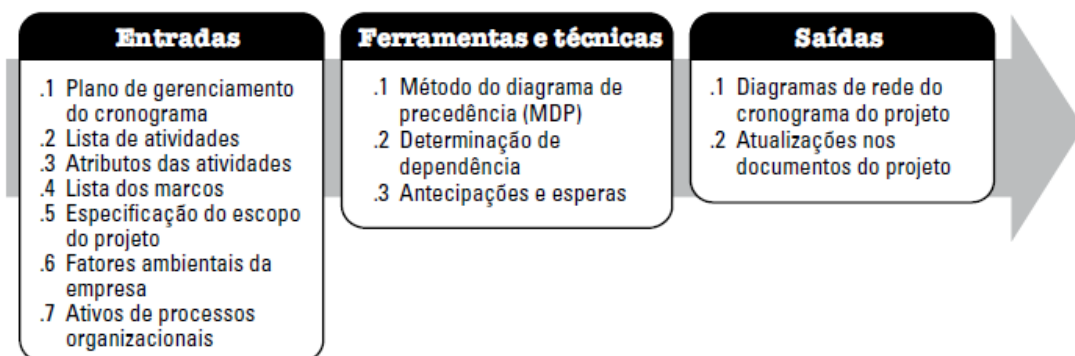 Entradas
.1 Plano de gerenciamento
do cronograma
.2 Lista de atividades
.3 Atributos das atividades
.4 Lista dos marcos
.5 Especificação do escopo
do projeto
.6 Fatores ambientais da
empresa
.7 Ativos de processos
organizacionais
Ferramentas e técnicas
.1 Método do diagrama de
precedência (MDP)
.2 Determinação de
dependência
.3 Antecipações e esperas
Saídas
.1 Diagramas de rede do
cronograma do projeto
.2 Atualizações nos
documentos do projeto